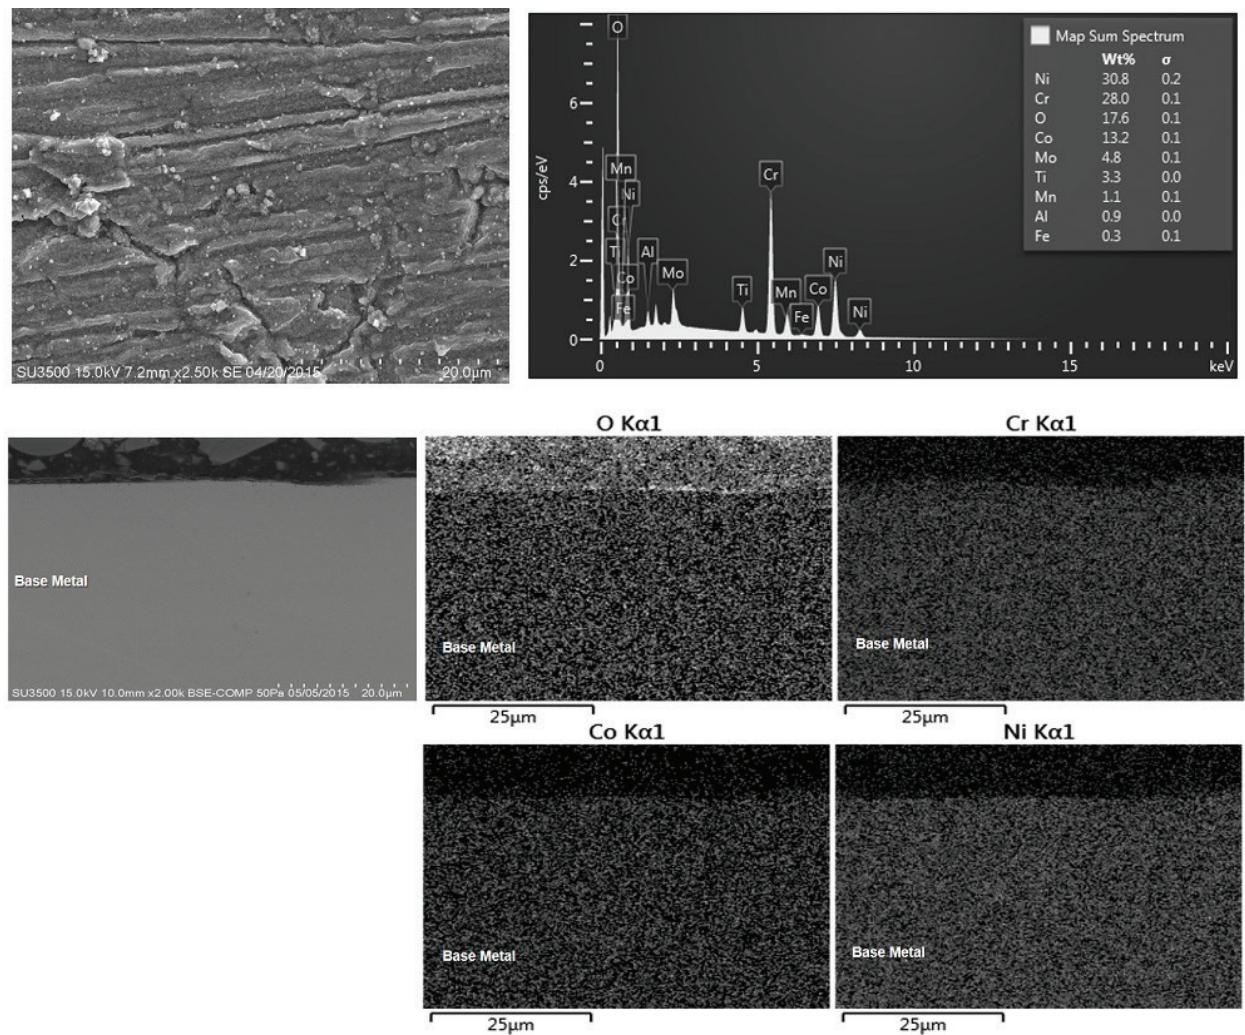 SU3500 15.0kV 7.2mm x2.50k SE 04/20/2015 20.0µm
cps/eV
6
4
2
0
O
Mn
Ni
Cr
Ti
Co
Fe
Al
Mo
Ti
Cr
Mn
Fe
Co
Ni
Ni
0 5 10 15 keV
Map Sum Spectrum
Wt% σ
Ni 30.8 0.2
Cr 28.0 0.1
O 17.6 0.1
Co 13.2 0.1
Mo 4.8 0.1
Ti 3.3 0.0
Mn 1.1 0.1
Al 0.9 0.0
Fe 0.3 0.1
Base Metal
SU3500 15.0kV 10.0mm x2.00k BSE-COMP 50Pa 05/05/2015 20.0µm
O Kα1
Base Metal
25µm
Cr Kα1
Base Metal
25µm
Co Kα1
Base Metal
25µm
Ni Kα1
Base Metal
25µm